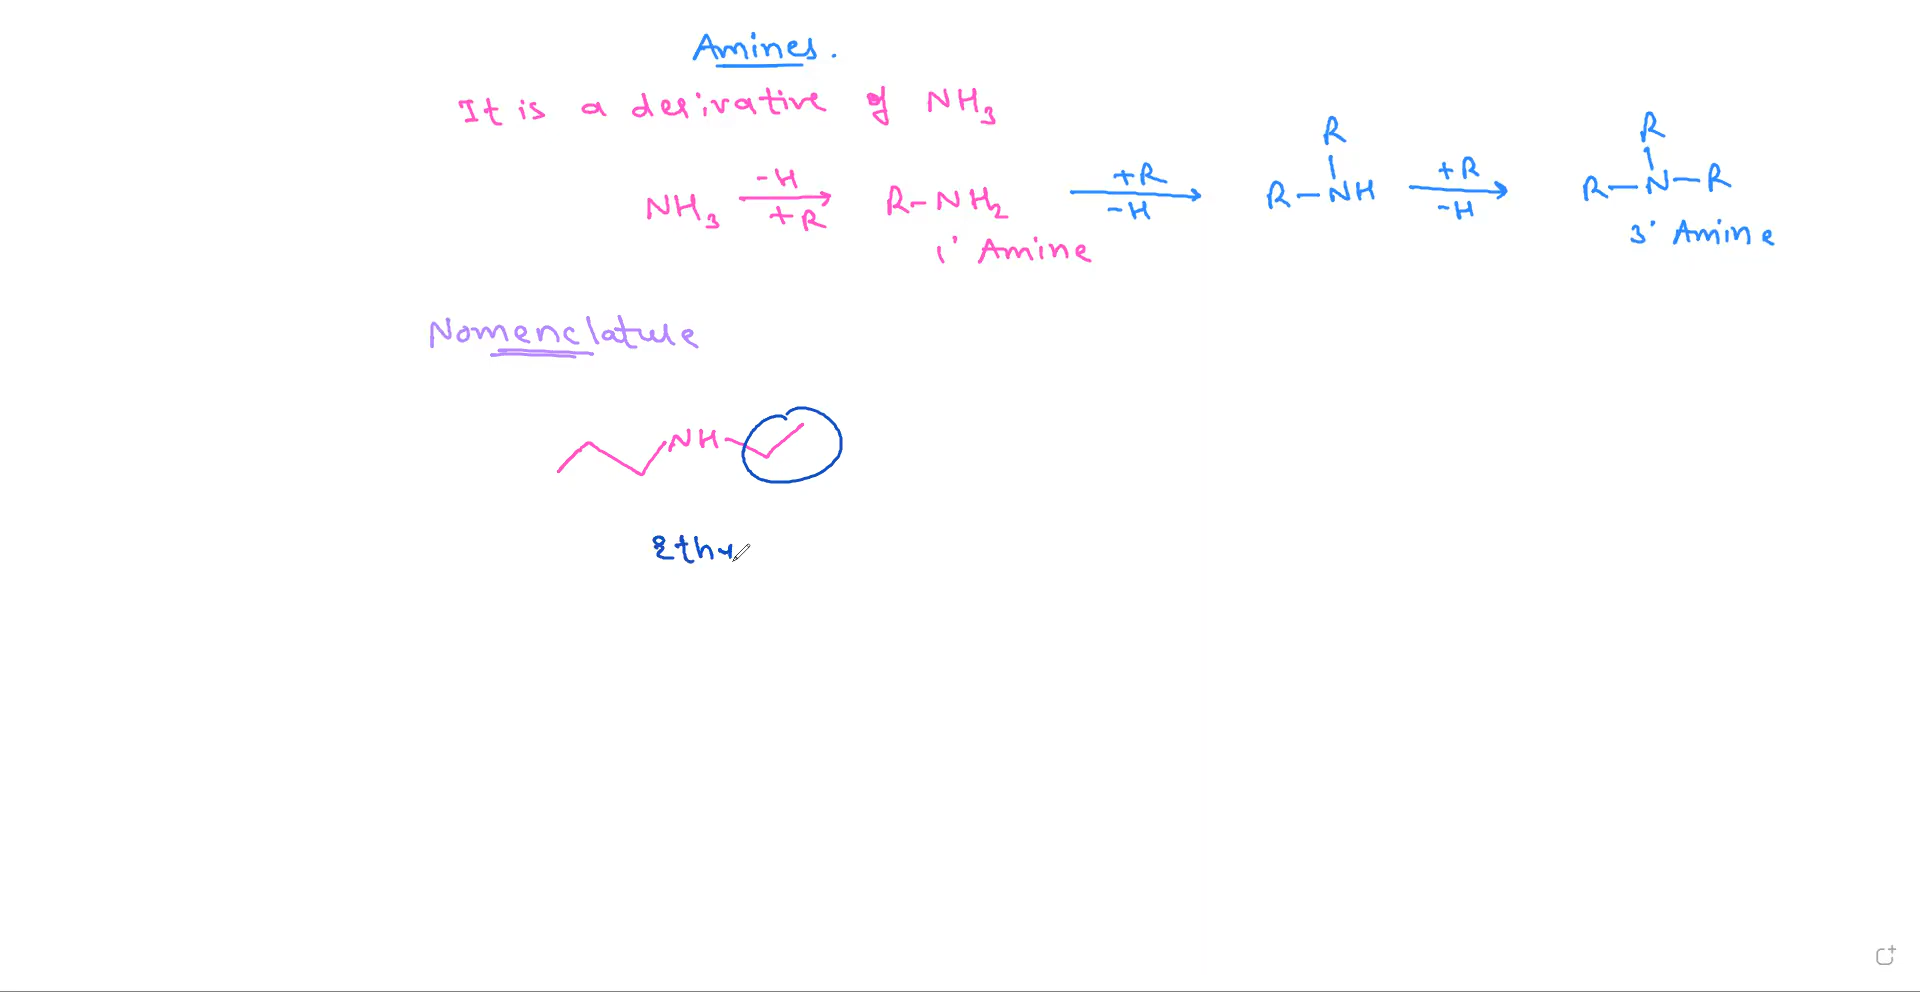 Amines.
It is a derivative of NH3
NH3 -H +R R-NH2 +R -H R-NH R +R -H R-N-R R
1° Amine 3° Amine
Nomenclature
NH
Ethy